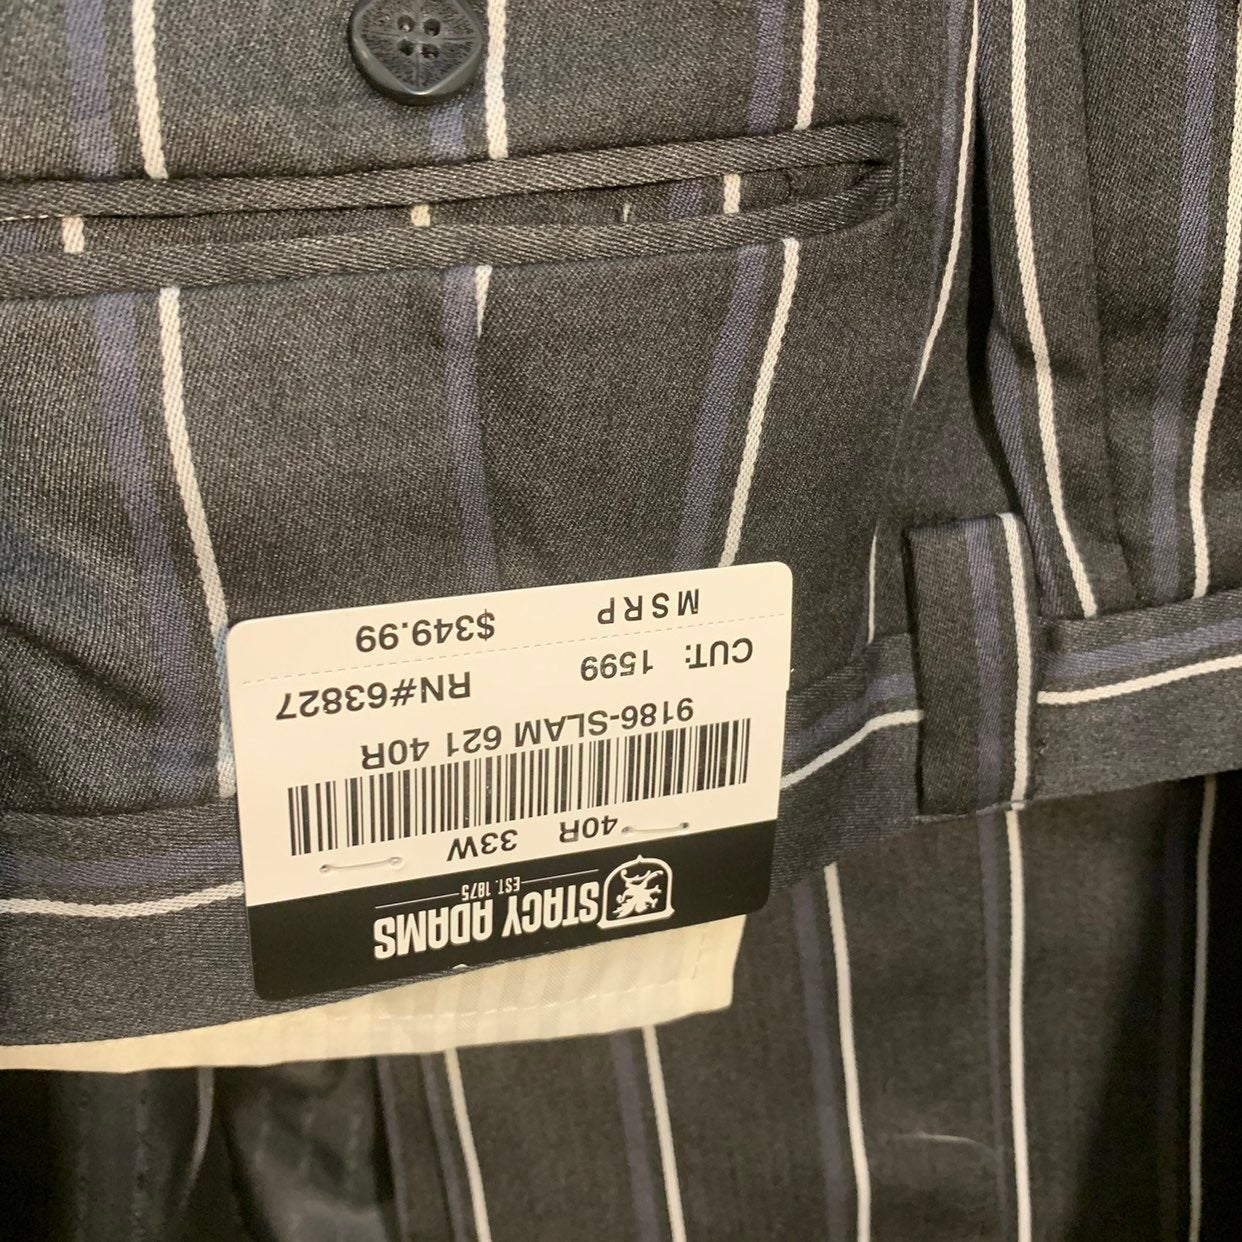 STACY ADAMS
EST. 1875
40R 33W
9186-SLAM 621 40R
CUT: 1599 RN#63827
MSRP $349.99